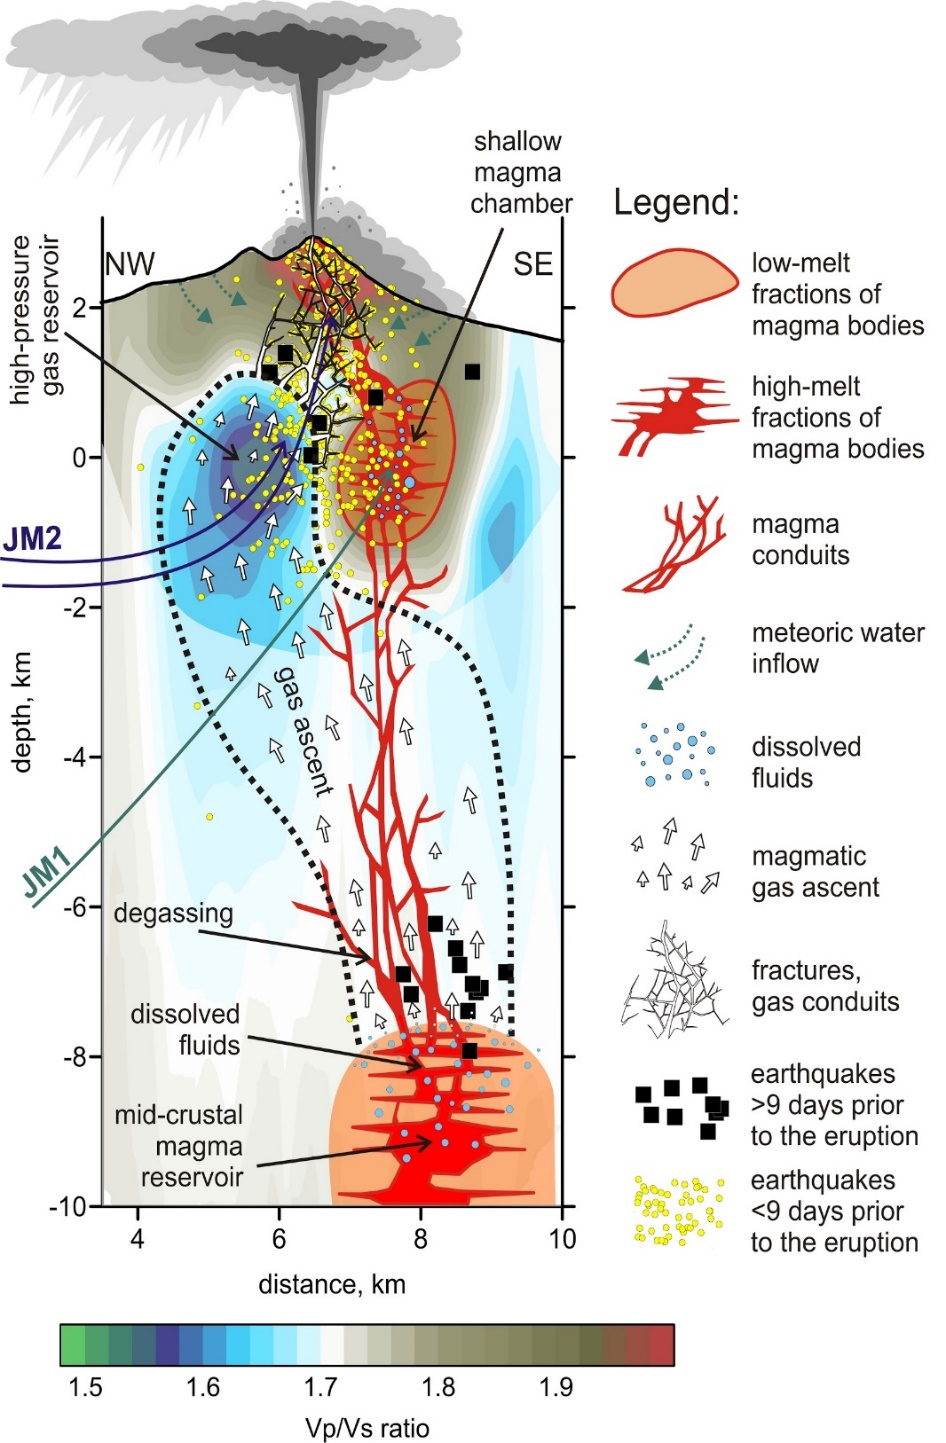 shallow
magma
chamber
Legend:
high-pressure
gas reservoir
NW
SE
low-melt
fractions of
magma bodies
2
high-melt
fractions of
magma bodies
0
JM2
magma
conduits
-2
meteoric water
inflow
depth, km
gas ascent
-4
dissolved
fluids
JM1
magmatic
gas ascent
-6
degassing
fractures,
gas conduits
dissolved
fluids
-8
earthquakes
>9 days prior
to the eruption
mid-crustal
magma
reservoir
earthquakes
<9 days prior
to the eruption
-10
4 6 8 10
distance, km
1.5 1.6 1.7 1.8 1.9
Vp/Vs ratio